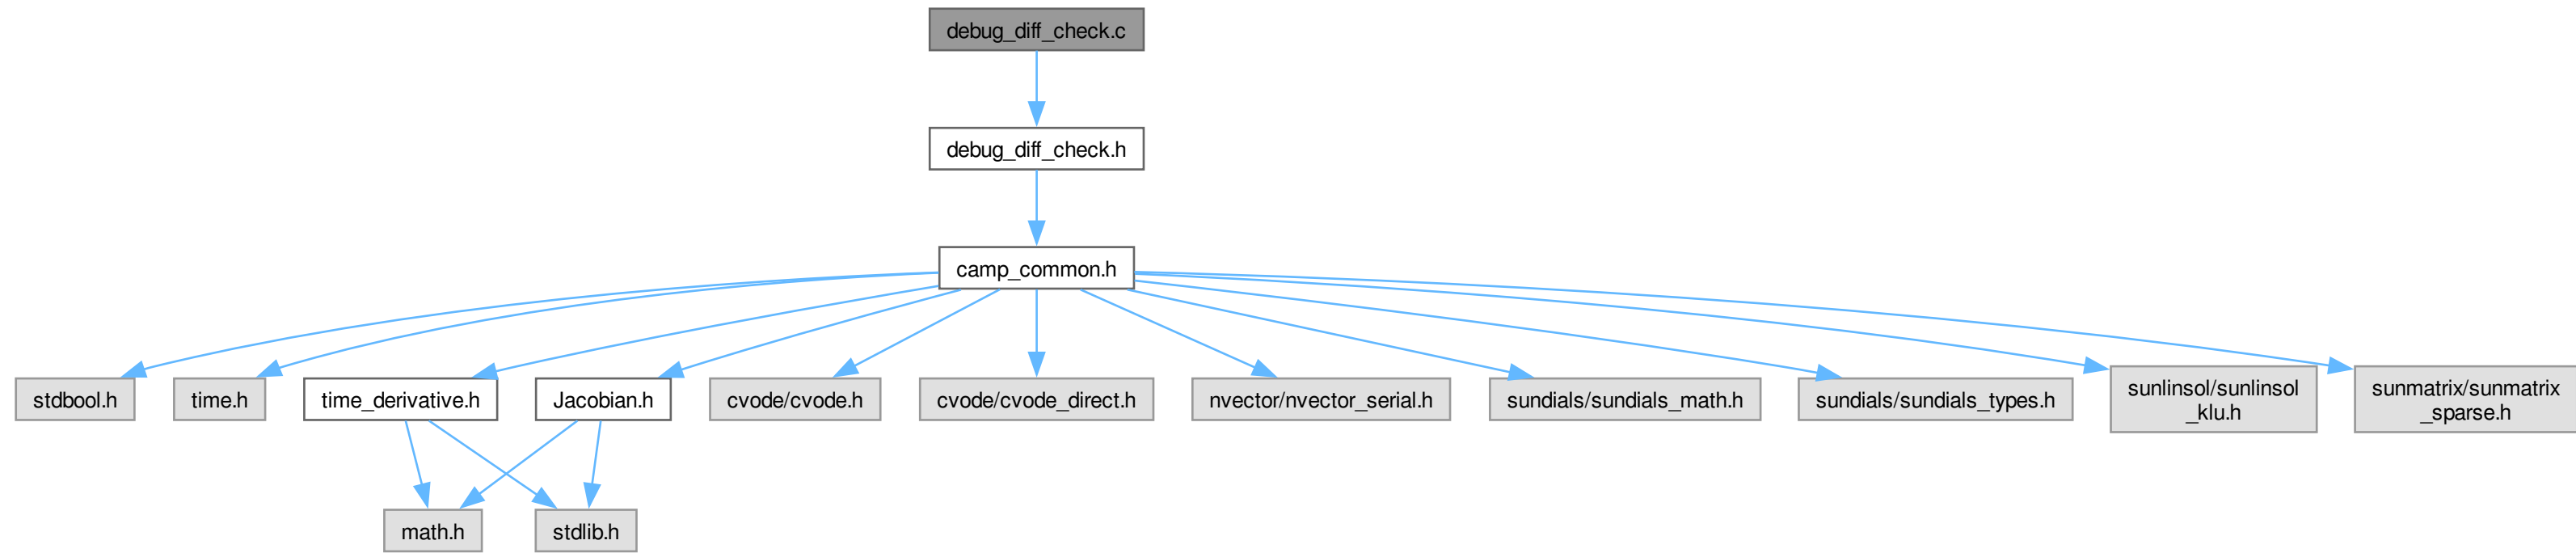 debug_diff_check.c
debug_diff_check.h
camp_common.h
stdbool.h
time.h
time_derivative.h
Jacobian.h
cvode/cvode.h
cvode/cvode_direct.h
nvector/nvector_serial.h
sundials/sundials_math.h
sundials/sundials_types.h
sunlinsol/sunlinsol
_klu.h
sunmatrix/sunmatrix
_sparse.h
math.h
stdlib.h